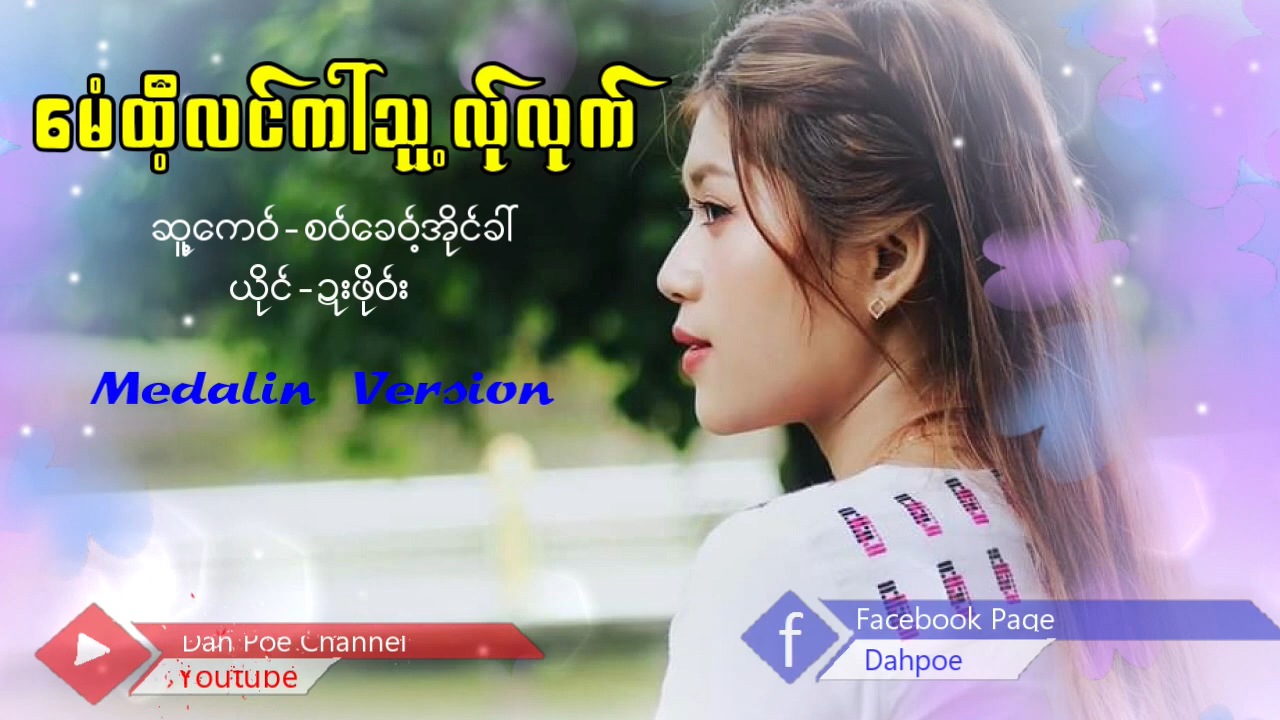 မေံထွဲလင်ကါသူ့လ်ုလုက်
ဆူ့ကေဝ်-စဝ်ခေဝ့်အိုင်ခါ
ယိုင်-ဍုးဖိုဝ်း
Medalin Version
Dah Poe Channel
Youtube
Facebook Page
Dahpoe